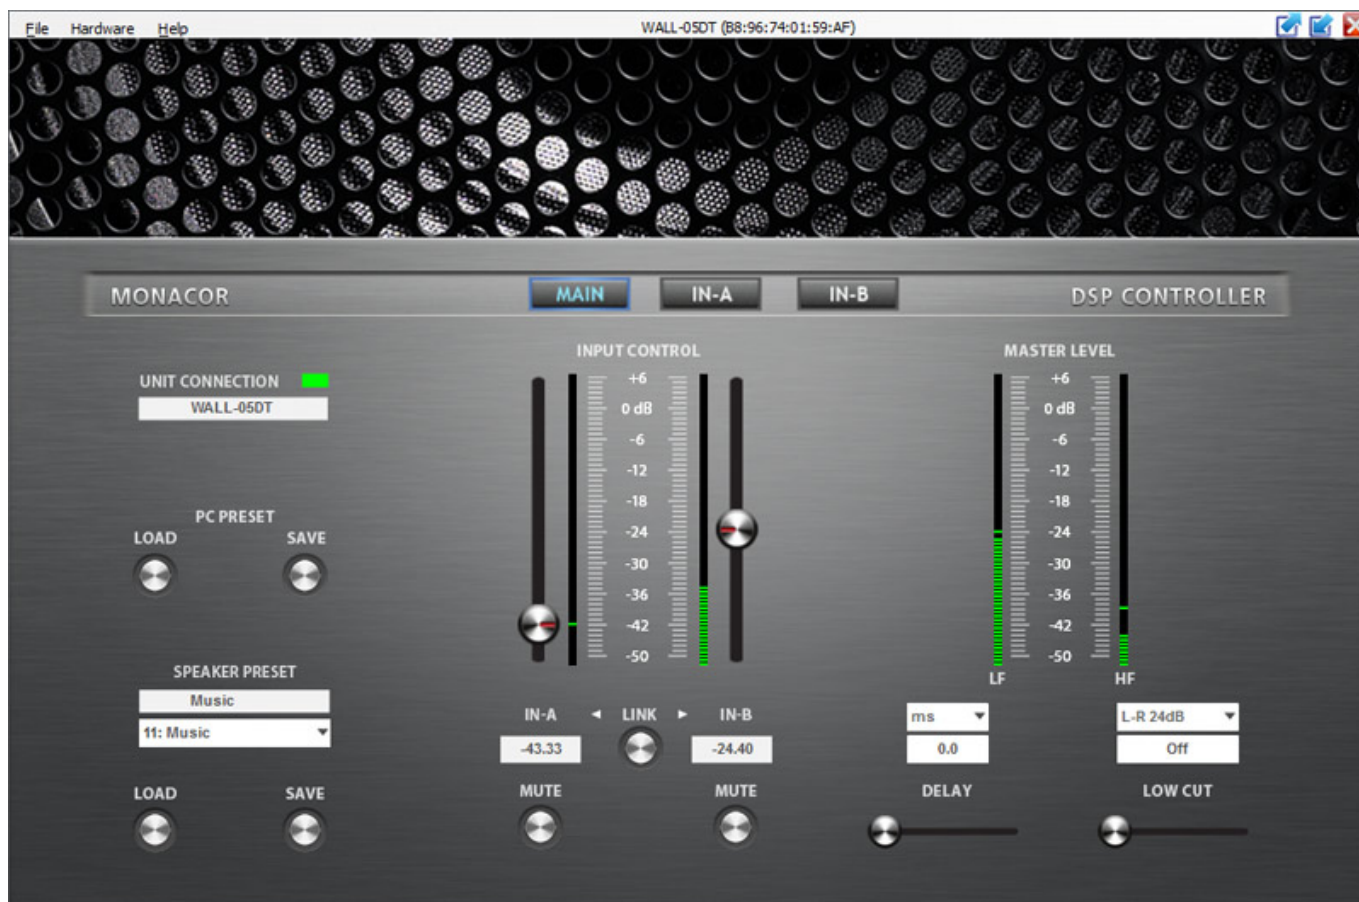 File Hardware Help WALL-05DT (B8:96:74:01:59:AF)
MONACOR MAIN IN-A IN-B DSP CONTROLLER
INPUT CONTROL MASTER LEVEL
UNIT CONNECTION
WALL-05DT
+6 +6
0 dB 0 dB
-6 -6
-12 -12
-18 -18
-24 -24
-30 -30
-36 -36
-42 -42
-50 -50
PC PRESET
LOAD SAVE
SPEAKER PRESET
Music
11: Music
LOAD SAVE
IN-A LINK IN-B
-43.33 -24.40
MUTE MUTE
LF HF
ms L-R 24dB
0.0 Off
DELAY LOW CUT